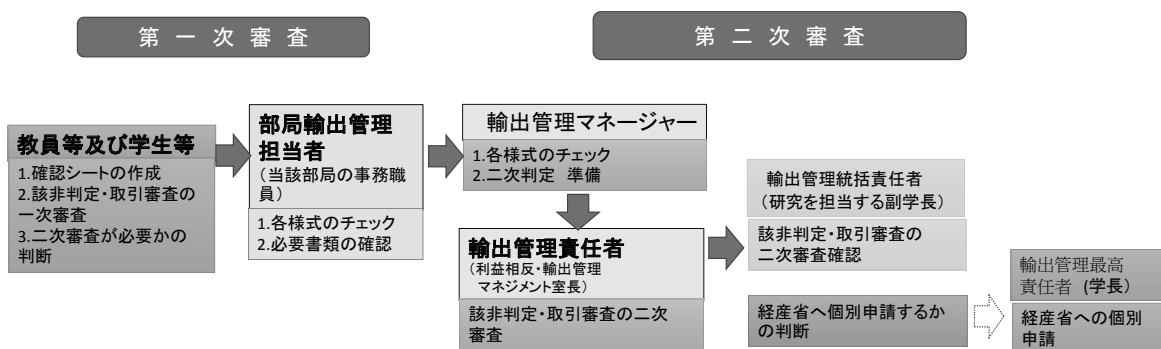 第一次審査
第二次審査
教員等及び学生等
1.確認シートの作成
2.該非判定・取引審査の
一次審査
3.二次審査が必要かの
判断
部局輸出管理
担当者
（当該部局の事務職
員）
1.各様式のチェック
2.必要書類の確認
輸出管理マネージャー
1.各様式のチェック
2.二次判定 準備
輸出管理責任者
（利益相反・輸出管理
マネジメント室長）
該非判定・取引審査の二次
審査
輸出管理統括責任者
（研究を担当する副学長）
該非判定・取引審査の
二次審査確認
経産省へ個別申請するか
の判断
輸出管理最高
責任者 (学長）
経産省への個別
申請